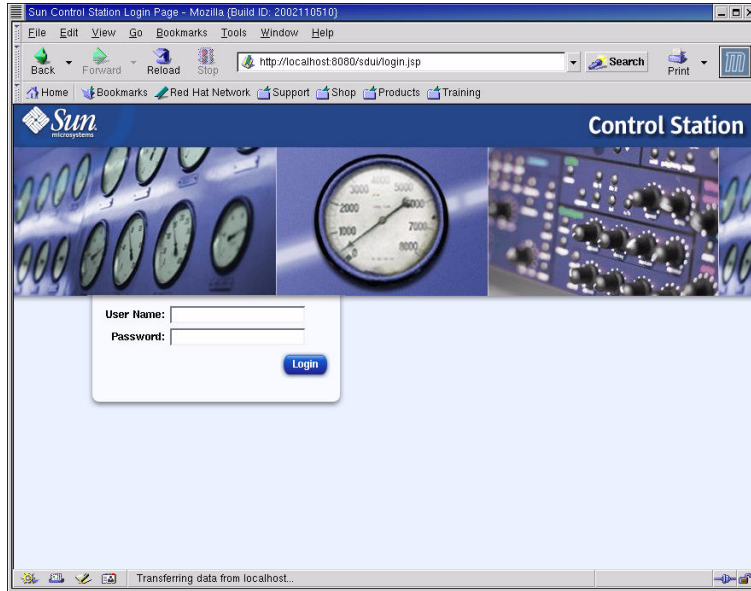 Sun Control Station Login Page - Mozilla {Build ID: 2002110510}
File Edit View Go Bookmarks Tools Window Help
Back Forward Reload Stop http://localhost:8080/sdui/login.jsp Search Print
Home Bookmarks Red Hat Network Support Shop Products Training
Sun microsystems Control Station
1000 2000 3000 4000 5000 6000 7000 8000
User Name:
Password:
Login
Transferring data from localhost...